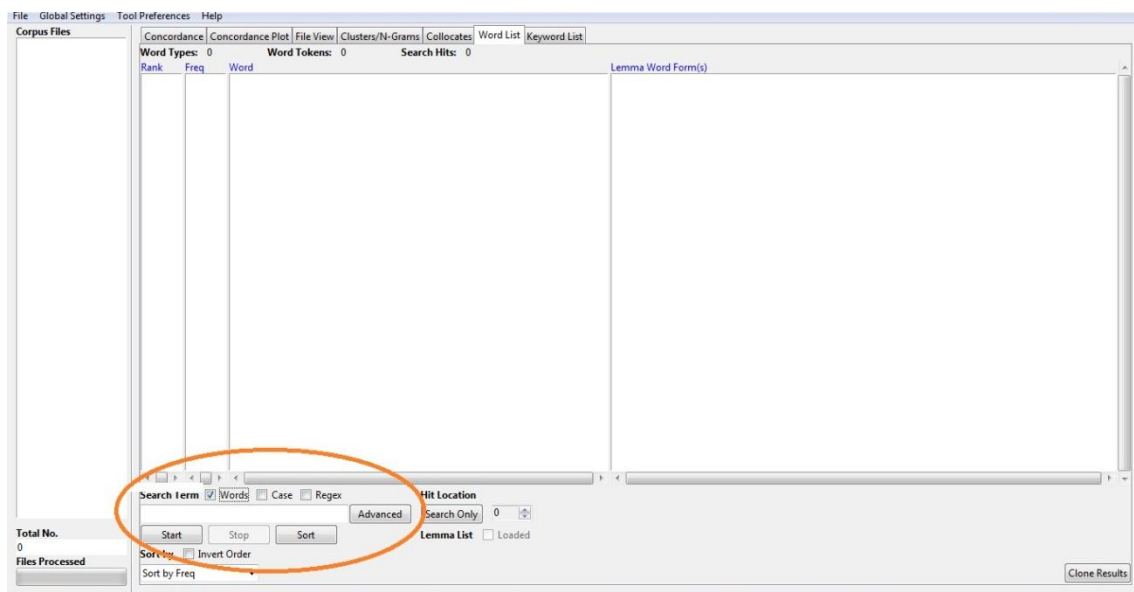 File Global Settings Tool Preferences Help
Corpus Files
Concordance Concordance Plot File View Clusters/N-Grams Collocates Word List Keyword List
Word Types: 0 Word Tokens: 0 Search Hits: 0
Rank Freq Word Lemma Word Form(s)
Search Term Words Case Regex Hit Location
Advanced Search Only 0
Total No. Start Stop Sort Lemma List Loaded
0
Sort by Invert Order
Files Processed
Sort by Freq Clone Results